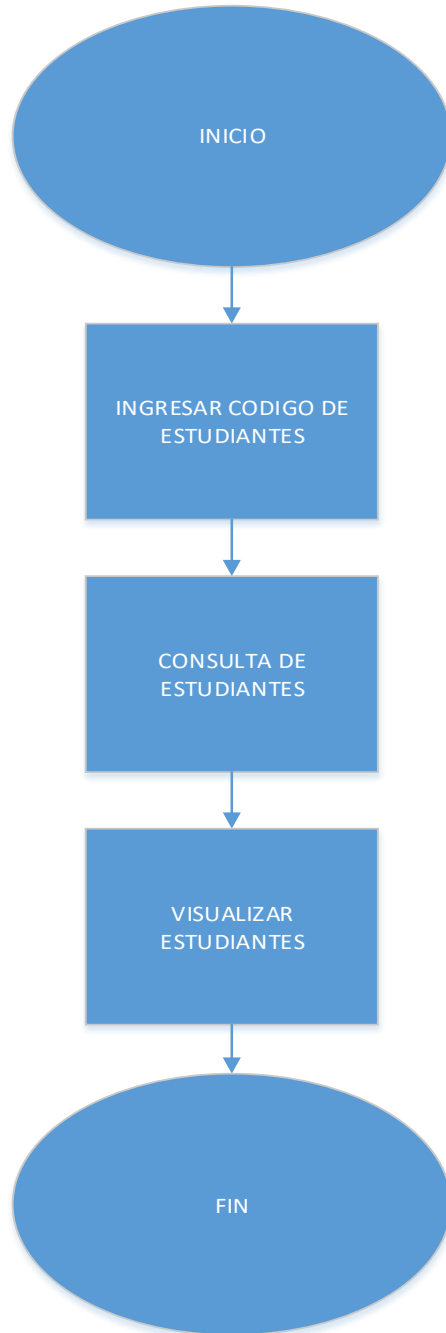 INICIO
INGRESAR CODIGO DE
ESTUDIANTES
CONSULTA DE
ESTUDIANTES
VISUALIZAR
ESTUDIANTES
FIN